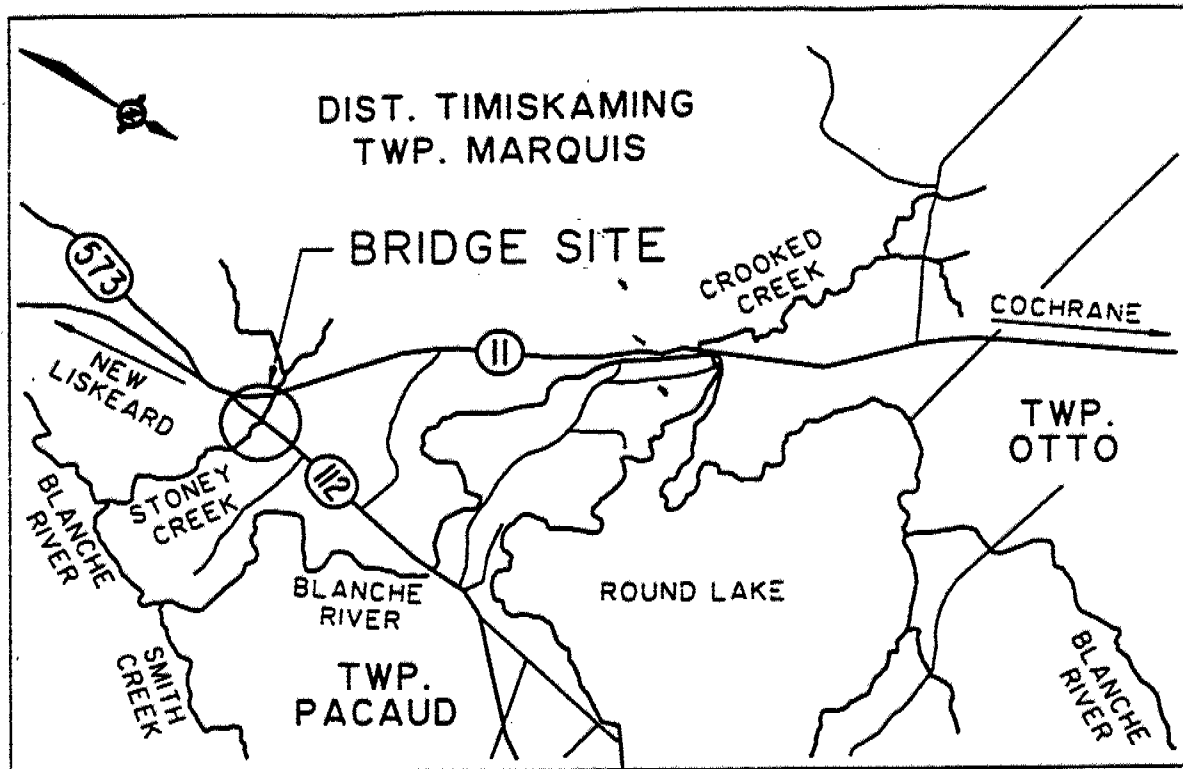 DIST. TIMISKAMING
TWP. MARQUIS
573
BRIDGE SITE
CROOKED
CREEK
COCHRANE
NEW
LISKEARD
11
TWP.
OTTO
112
STONEY
CREEK
BLANCHE
RIVER
BLANCHE
RIVER
ROUND LAKE
SMITH
CREEK
TWP.
PACAUD
BLANCHE
RIVER